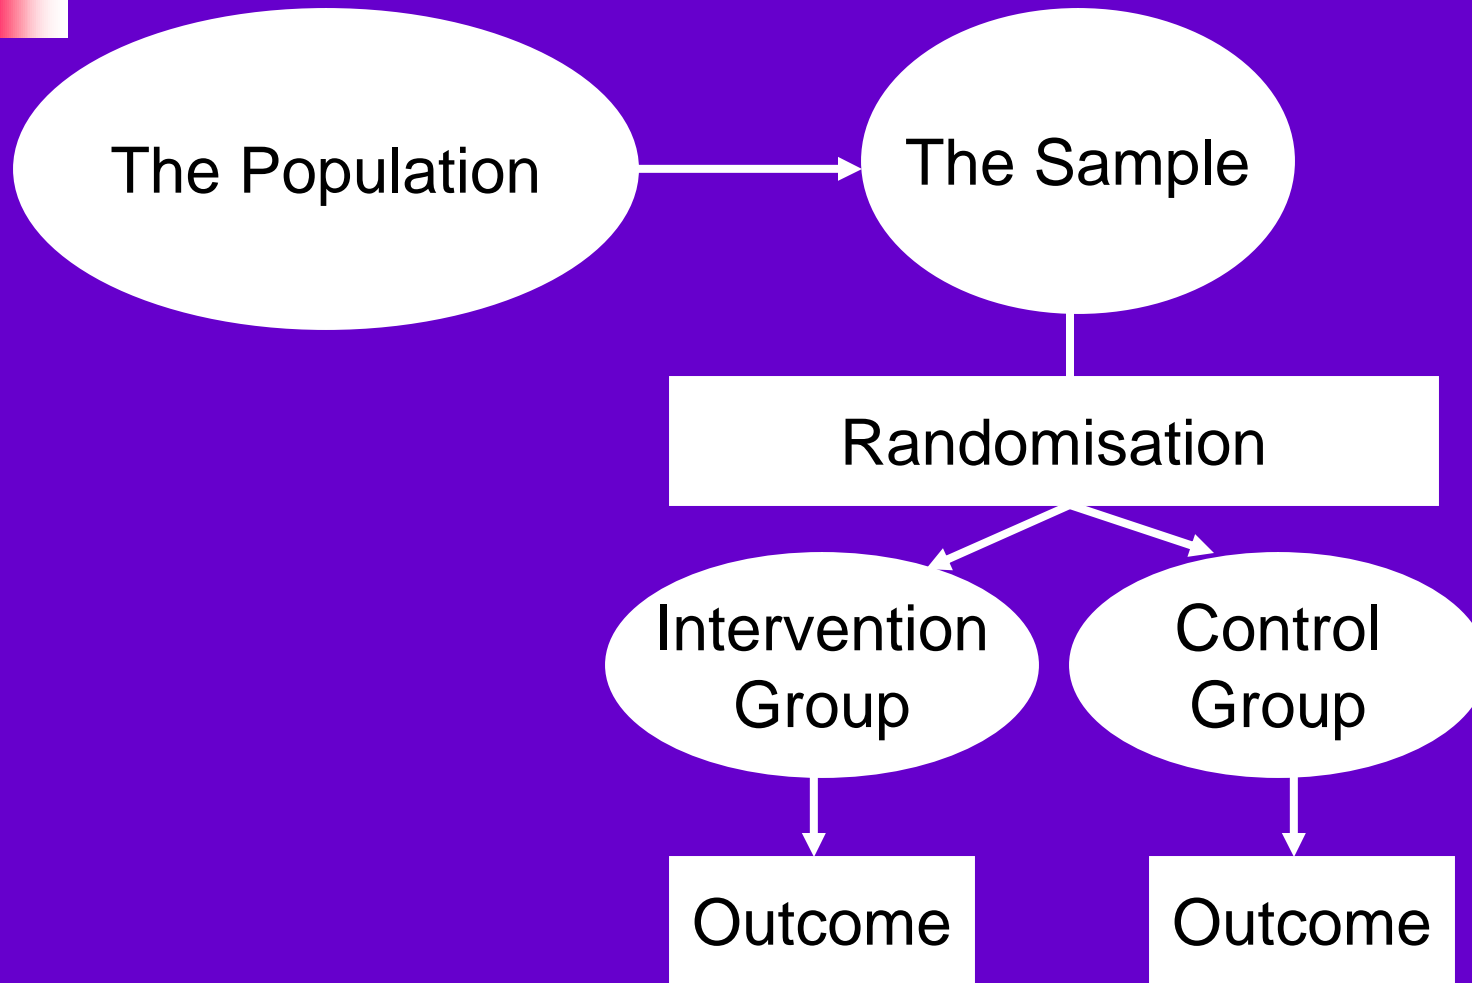 The Population
The Sample
Randomisation
Intervention
Group
Control
Group
Outcome
Outcome